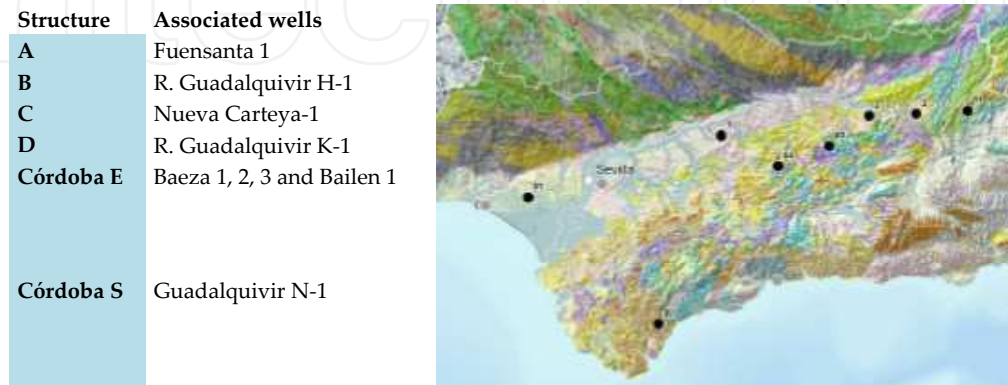 Structure Associated wells
A Fuensanta 1
B R. Guadalquivir H-1
C Nueva Carteya-1
D R. Guadalquivir K-1
Córdoba E Baeza 1, 2, 3 and Bailen 1
Córdoba S Guadalquivir N-1
Sevilla